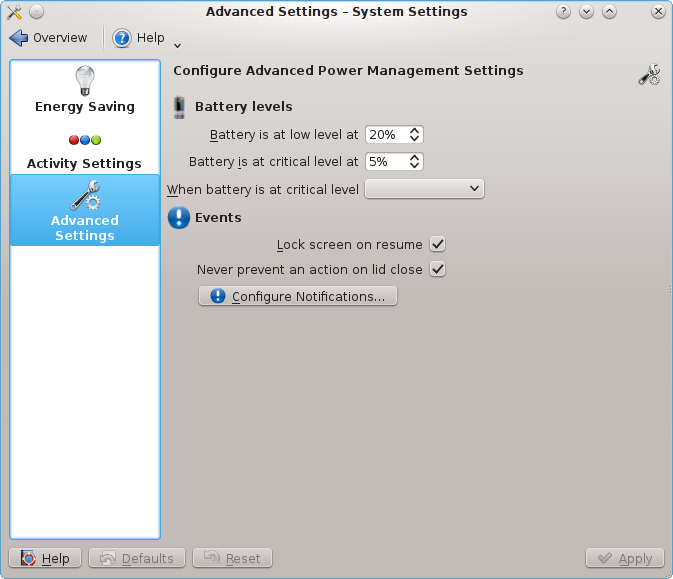 Advanced Settings – System Settings
Overview
Help
Energy Saving
Activity Settings
Advanced
Settings
Configure Advanced Power Management Settings
Battery levels
Battery is at low level at 20%
Battery is at critical level at 5%
When battery is at critical level
Events
Lock screen on resume
Never prevent an action on lid close
Configure Notifications...
Help
Defaults
Reset
Apply